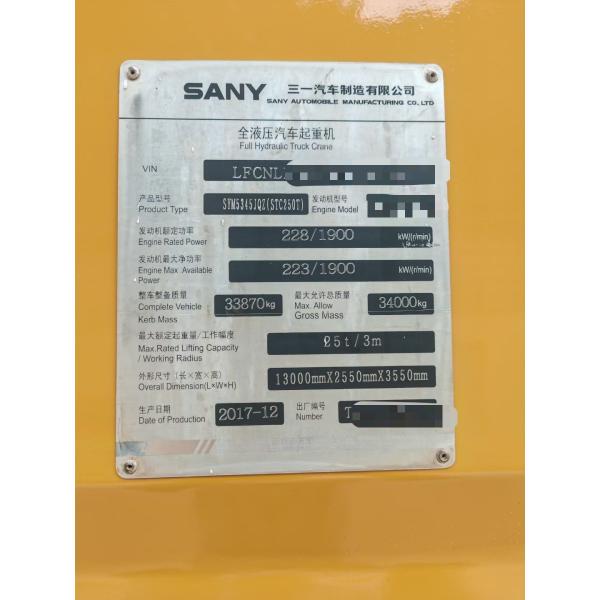 SANY 三一汽车制造有限公司
SANY AUTOMOBILE MANUFACTURING CO.,LTD
全液压汽车起重机
Full Hydraulic Truck Crane
VIN LFCNL
产品型号 发动机型号
Product Type SYM5345JQZ(STC250T) Engine Model
发动机额定功率
Engine Rated Power 228/1900 kW/(r/min)
发动机最大净功率
Engine Max Available Power 223/1900 kW/(r/min)
整车整备质量 最大允许总质量
Complete Vehicle Kerb Mass 33870kg Max. Allow Gross Mass 34000kg
最大额定起重量/工作幅度
Max.Rated Lifting Capacity / Working Radius 25t/3m
外形尺寸（长×宽×高）
Overall Dimension(L×W×H) 13000mmX2550mmX3550mm
生产日期 出厂编号
Date of Production 2017-12 Number T